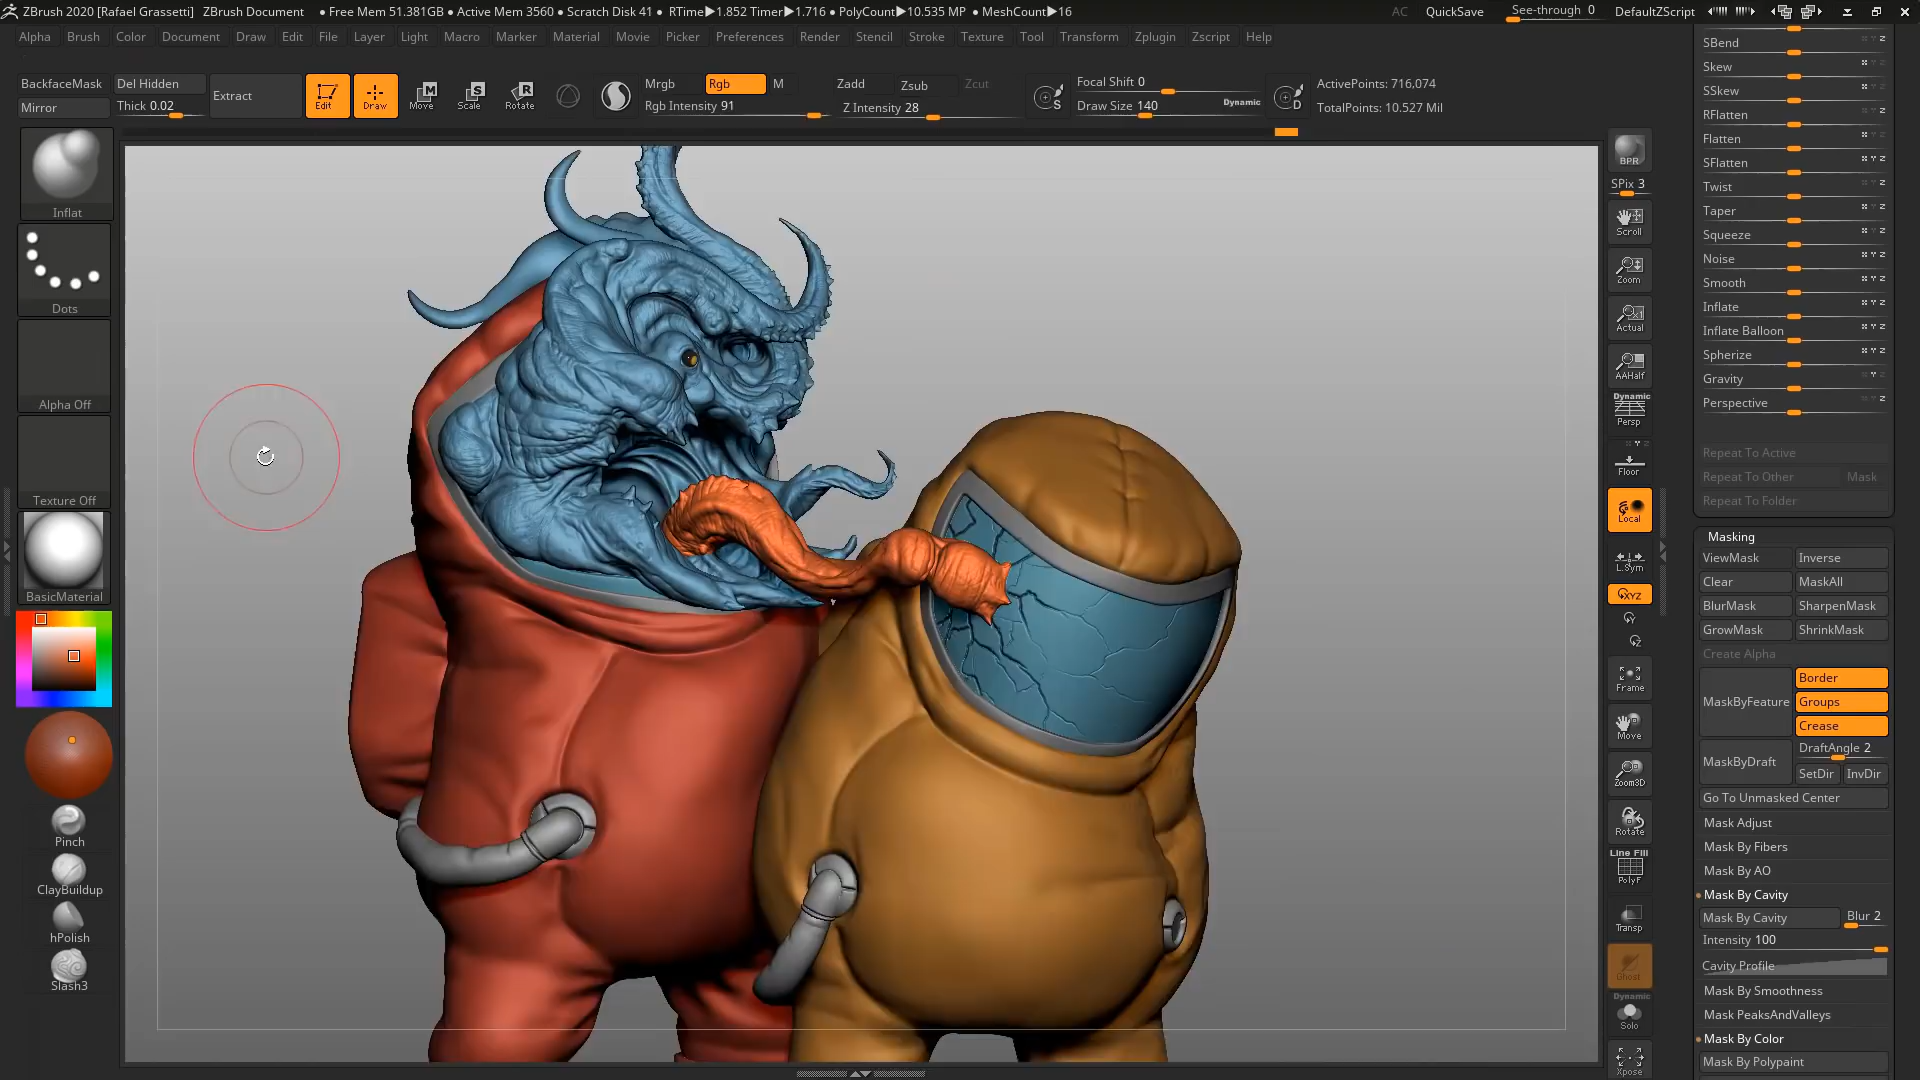 ZBrush 2020 [Rafael Grassetti] ZBrush Document • Free Mem 51.381GB • Active Mem 3560 • Scratch Disk 41 • RTime▶1.852 Timer▶1.716 • PolyCount▶10.535 MP • MeshCount▶16 AC QuickSave See-through 0 DefaultZScript
Alpha Brush Color Document Draw Edit File Layer Light Macro Marker Material Movie Picker Preferences Render Stencil Stroke Texture Tool Transform Zplugin Zscript Help
BackfaceMask Del Hidden
Mirror Thick 0.02
Extract
Edit
Draw
Move
Scale
Rotate
Mrgb Rgb M
Rgb Intensity 91
Zadd Zsub Zcut
Z Intensity 28
S
Focal Shift 0
Draw Size 140 Dynamic
D
ActivePoints: 716,074
TotalPoints: 10.527 Mil
Inflat
Dots
Alpha Off
Texture Off
BasicMaterial
Pinch
ClayBuildup
hPolish
Slash3
BPR
SPix 3
Scroll
Zoom
Actual
AAHalf
Dynamic
Persp
Floor
Local
L.Sym
XYZ
Y
Z
Frame
Move
Zoom3D
Rotate
Line Fill
PolyF
Transp
Ghost
Dynamic
Solo
Xpose
SBend
Skew
SSkew
RFlatten
Flatten
SFlatten
Twist
Taper
Squeeze
Noise
Smooth
Inflate
Inflate Balloon
Spherize
Gravity
Perspective
Repeat To Active
Repeat To Other Mask
Repeat To Folder
Masking
ViewMask Inverse
Clear MaskAll
BlurMask SharpenMask
GrowMask ShrinkMask
Create Alpha
MaskByFeature
Border
Groups
Crease
MaskByDraft
DraftAngle 2
SetDir InvDir
Go To Unmasked Center
Mask Adjust
Mask By Fibers
Mask By AO
Mask By Cavity
Mask By Cavity Blur 2
Intensity 100
Cavity Profile
Mask By Smoothness
Mask PeaksAndValleys
Mask By Color
Mask By Polypaint